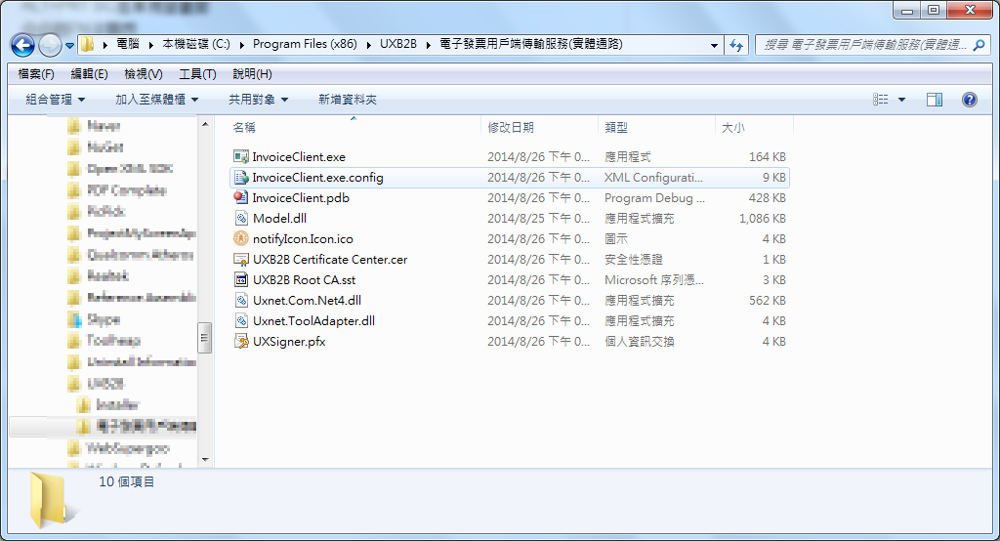 電腦 ▸ 本機磁碟 (C:) ▸ Program Files (x86) ▸ UXB2B ▸ 電子發票用戶端傳輸服務(實體通路)
搜尋 電子發票用戶端傳輸服務(實體通...
檔案(F) 編輯(E) 檢視(V) 工具(T) 說明(H)
組合管理 加入至媒體櫃 共用對象 新增資料夾
名稱 修改日期 類型 大小
InvoiceClient.exe 2014/8/26 下午 0... 應用程式 164 KB
InvoiceClient.exe.config 2014/8/26 下午 0... XML Configurati... 9 KB
InvoiceClient.pdb 2014/8/26 下午 0... Program Debug ... 428 KB
Model.dll 2014/8/25 下午 0... 應用程式擴充 1,086 KB
notifyIcon.Icon.ico 2014/8/26 下午 0... 圖示 4 KB
UXB2B Certificate Center.cer 2014/8/26 下午 0... 安全性憑證 1 KB
UXB2B Root CA.sst 2014/8/26 下午 0... Microsoft 序列憑... 3 KB
Uxnet.Com.Net4.dll 2014/8/26 下午 0... 應用程式擴充 562 KB
Uxnet.ToolAdapter.dll 2014/8/26 下午 0... 應用程式擴充 4 KB
UXSigner.pfx 2014/8/26 下午 0... 個人資訊交換 4 KB
Naver
NuGet
Open XML SDK
PDF Complete
PicPick
Qualcomm Atheros
Realtek
Reference Assembli
Skype
Toolheap
Uninstall Information
UXB2B
Installer
電子發票用戶端傳輸
WebSupergoo
10 個項目